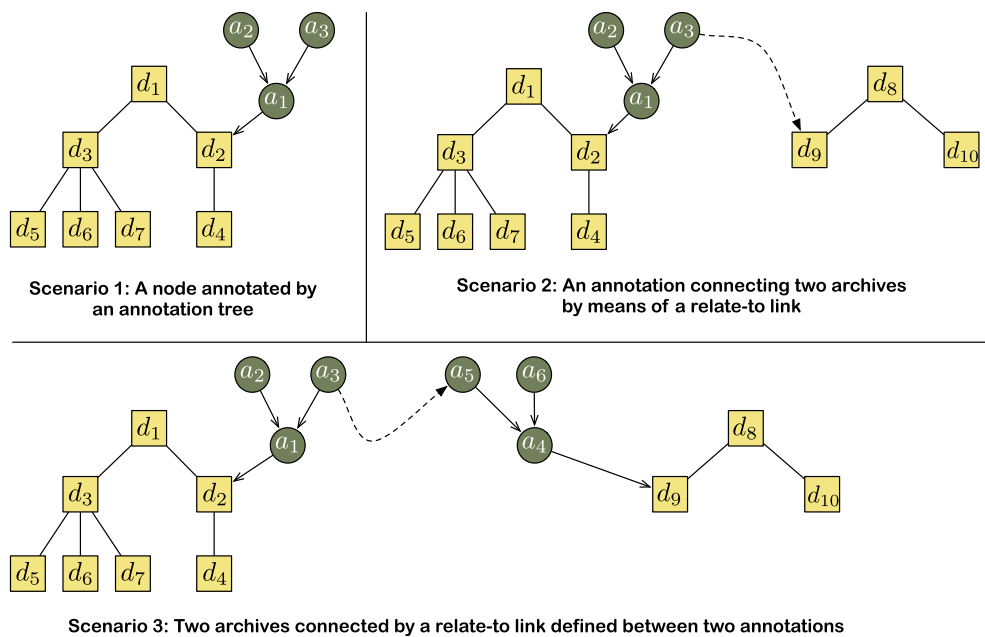 a2 a3
d1
a1
d3 d2
d5 d6 d7 d4
Scenario 1: A node annotated by
an annotation tree
a2 a3
d1 d8
a1
d3 d2 d9 d10
d5 d6 d7 d4
Scenario 2: An annotation connecting two archives
by means of a relate-to link
a2 a3 a5 a6
d1 d8
a1 a4
d3 d2 d9 d10
d5 d6 d7 d4
Scenario 3: Two archives connected by a relate-to link defined between two annotations